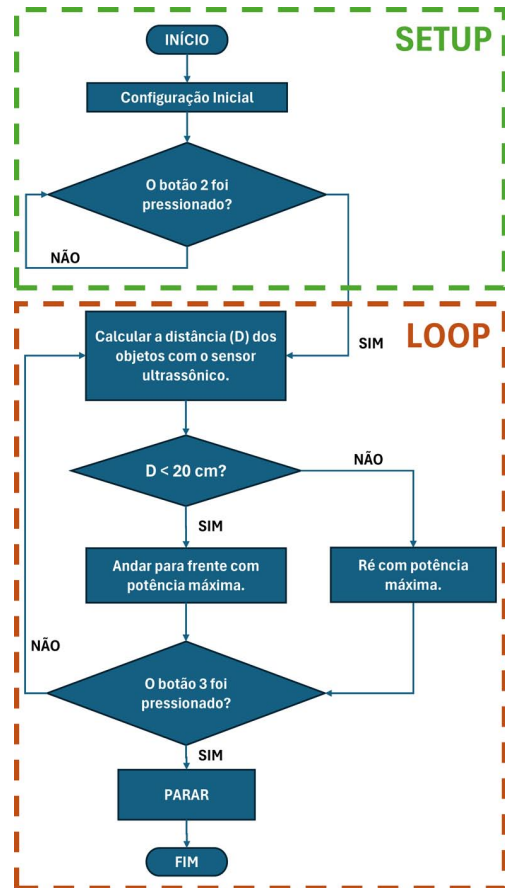 SETUP
INÍCIO
Configuração Inicial
O botão 2 foi
pressionado?
NÃO
LOOP
Calcular a distância (D) dos
objetos com o sensor
ultrassônico.
SIM
D < 20 cm?
NÃO
SIM
Andar para frente com
potência máxima.
Ré com potência
máxima.
NÃO
O botão 3 foi
pressionado?
SIM
PARAR
FIM